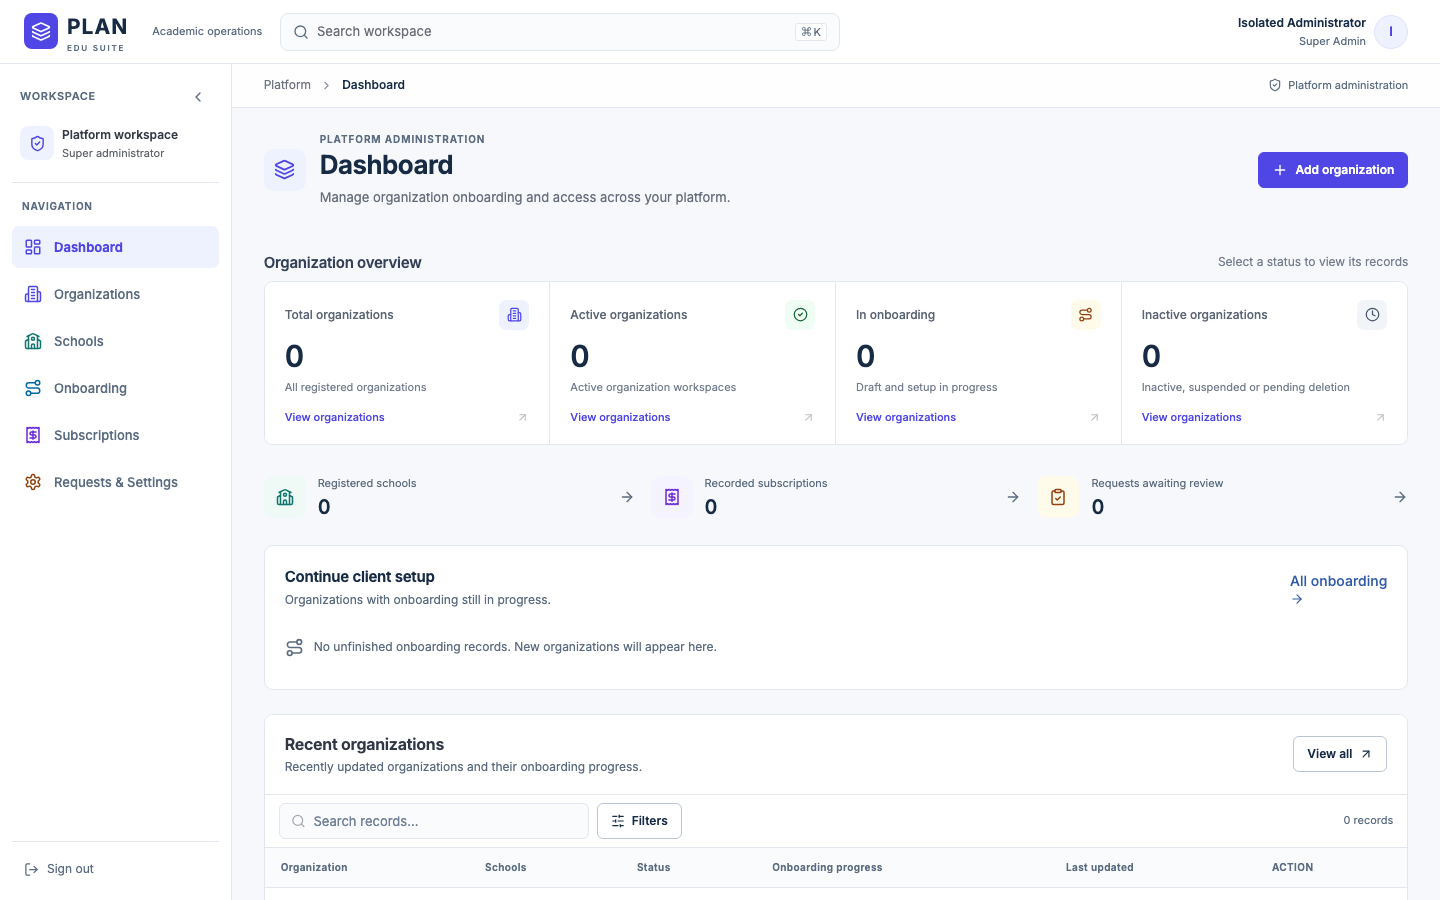 PLAN
EDU SUITE
Academic operations
Search workspace
⌘K
Isolated Administrator
Super Admin
I
WORKSPACE
Platform workspace
Super administrator
NAVIGATION
Dashboard
Organizations
Schools
Onboarding
Subscriptions
Requests & Settings
Sign out
Platform
Dashboard
Platform administration
PLATFORM ADMINISTRATION
Dashboard
Manage organization onboarding and access across your platform.
Add organization
Organization overview
Select a status to view its records
Total organizations
0
All registered organizations
View organizations
Active organizations
0
Active organization workspaces
View organizations
In onboarding
0
Draft and setup in progress
View organizations
Inactive organizations
0
Inactive, suspended or pending deletion
View organizations
Registered schools
0
Recorded subscriptions
0
Requests awaiting review
0
Continue client setup
Organizations with onboarding still in progress.
All onboarding
No unfinished onboarding records. New organizations will appear here.
Recent organizations
Recently updated organizations and their onboarding progress.
View all
Search records...
Filters
0 records
Organization Schools Status Onboarding progress Last updated ACTION